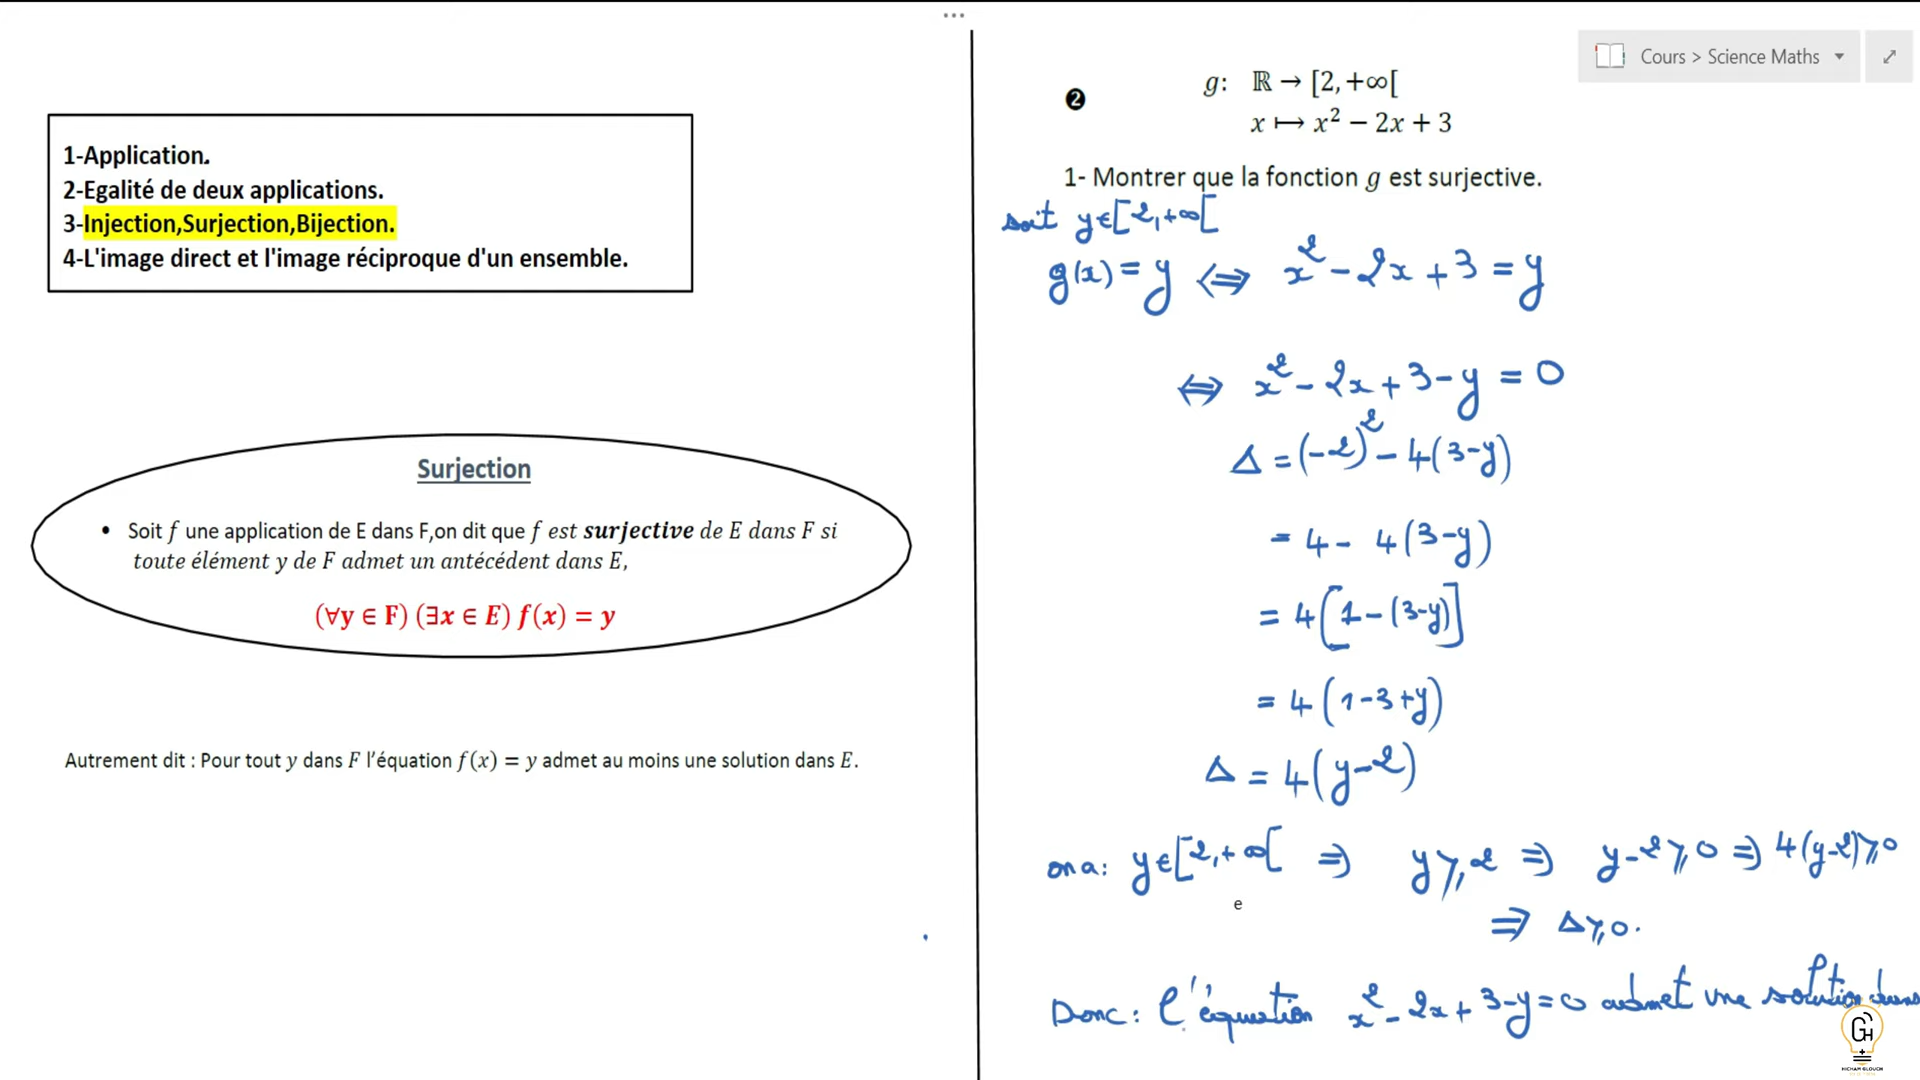 1-Application.
2-Egalité de deux applications.
3-Injection,Surjection,Bijection.
4-L'image direct et l'image réciproque d'un ensemble.
Surjection
• Soit f une application de E dans F,on dit que f est surjective de E dans F si
toute élément y de F admet un antécédent dans E,
(∀y ∈ F) (∃x ∈ E) f(x) = y
Autrement dit : Pour tout y dans F l'équation f(x) = y admet au moins une solution dans E.
Cours > Science Maths
❷ g: ℝ → [2, +∞[
x ↦ x² − 2x + 3
1- Montrer que la fonction g est surjective.
soit y ∈ [2,+∞[
g(x) = y ⟺ x² - 2x + 3 = y
⟺ x² - 2x + 3 - y = 0
Δ = (-2)² - 4(3-y)
= 4 - 4(3-y)
= 4[1-(3-y)]
= 4(1-3+y)
Δ = 4(y-2)
on a: y ∈ [2,+∞[ ⟹ y ⩾ 2 ⟹ y-2 ⩾ 0 ⟹ 4(y-2) ⩾ 0
e
⟹ Δ ⩾ 0.
Donc: l'équation x² - 2x + 3 - y = 0 admet une solution dans
GH
HICHAM GLOUCH